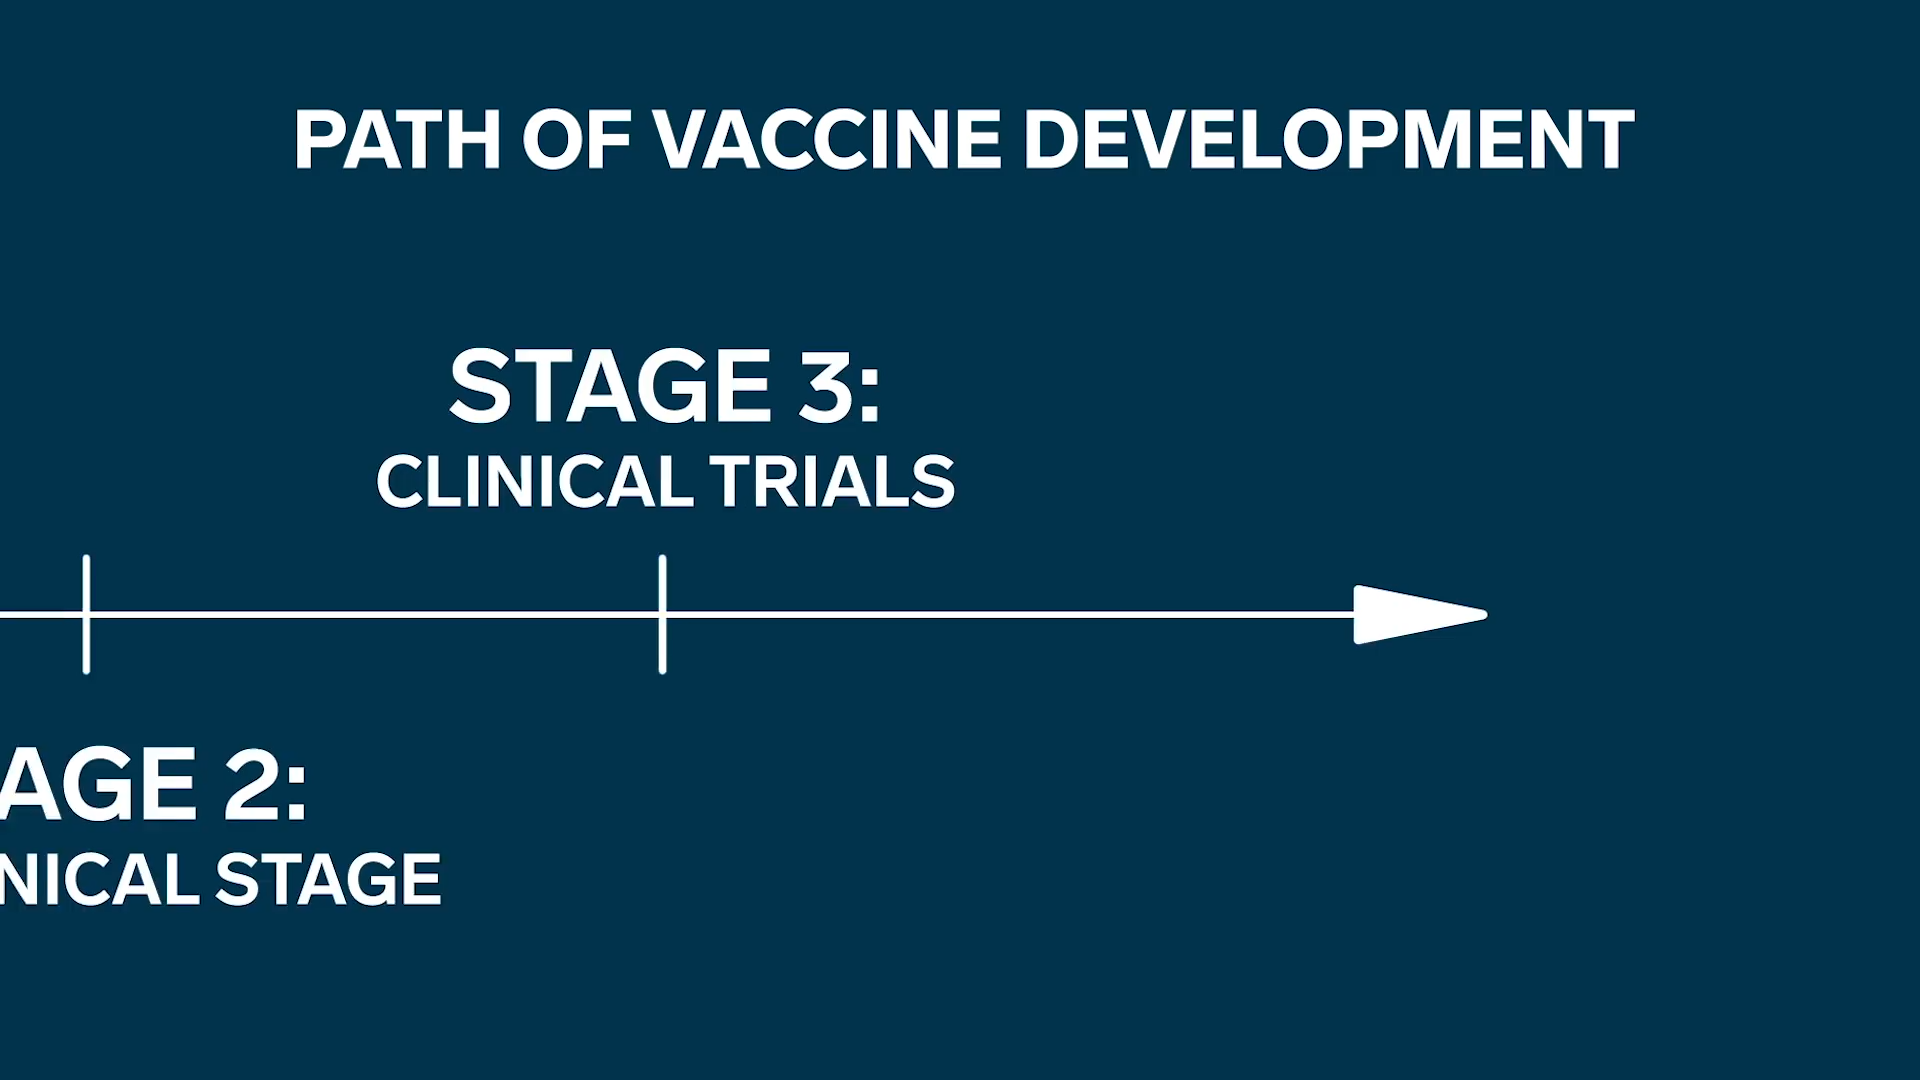 PATH OF VACCINE DEVELOPMENT
STAGE 3:
CLINICAL TRIALS
AGE 2:
NICAL STAGE